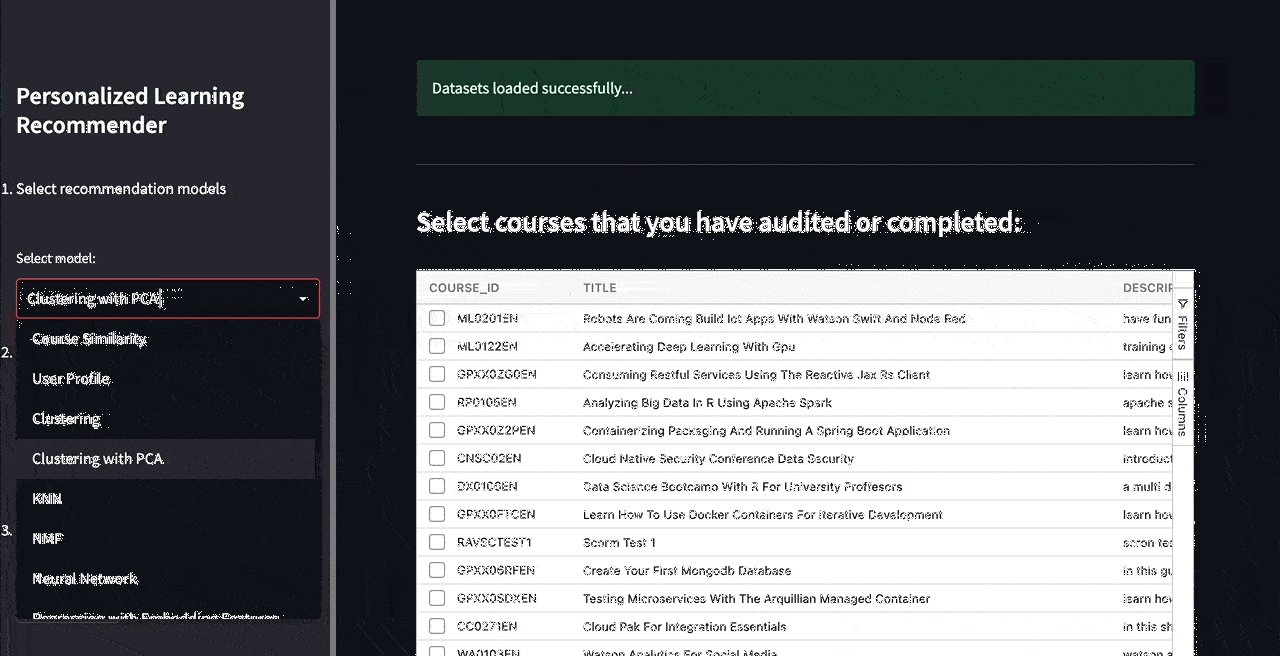 Personalized Learning
Recommender
1. Select recommendation models
Select model:
Clustering with PCA
Course Similarity
2.
User Profile
Clustering
Clustering with PCA
KNN
NMF
3.
Neural Network
Regression with Embedding Features
Datasets loaded successfully...
Select courses that you have audited or completed:
COURSE_ID TITLE DESCRIP
ML0201EN Robots Are Coming Build Iot Apps With Watson Swift And Node Red have fun
ML0122EN Accelerating Deep Learning With Gpu training
GPXX0ZG0EN Consuming Restful Services Using The Reactive Jax Rs Client learn how
RP0105EN Analyzing Big Data In R Using Apache Spark apache s
GPXX0Z2PEN Containerizing Packaging And Running A Spring Boot Application learn how
CNSC02EN Cloud Native Security Conference Data Security introduct
DX0106EN Data Science Bootcamp With R For University Proffesors a multi d
GPXX0FTCEN Learn How To Use Docker Containers For Iterative Development learn how
RAVSCTEST1 Scorm Test 1 scron tes
GPXX06RFEN Create Your First Mongodb Database in this gu
GPXX0SDXEN Testing Microservices With The Arquillian Managed Container learn how
CC0271EN Cloud Pak For Integration Essentials in this sh
WA0103EN Watson Analytics For Social Media watson a
Filters
Columns